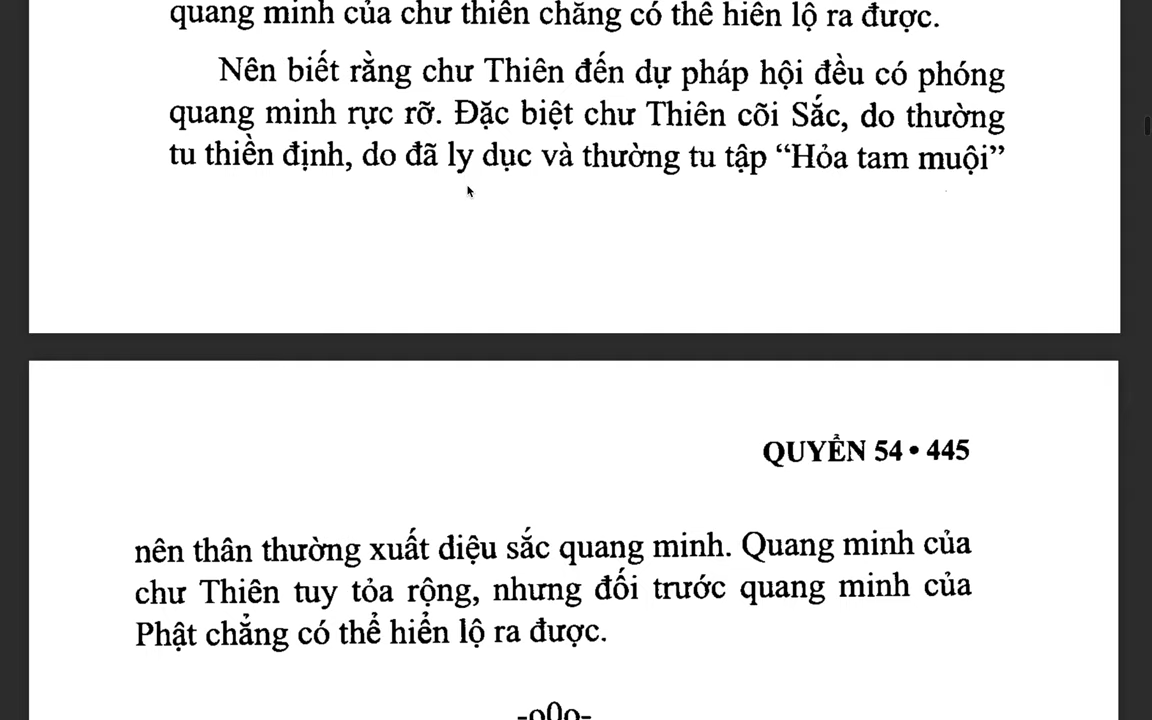 quang minh của chư thiên chẳng có thể hiển lộ ra được.
Nên biết rằng chư Thiên đến dự pháp hội đều có phóng
quang minh rực rỡ. Đặc biệt chư Thiên cõi Sắc, do thường
tu thiền định, do đã ly dục và thường tu tập “Hỏa tam muội”
QUYỂN 54 • 445
nên thân thường xuất diệu sắc quang minh. Quang minh của
chư Thiên tuy tỏa rộng, nhưng đối trước quang minh của
Phật chẳng có thể hiển lộ ra được.
-o0o-